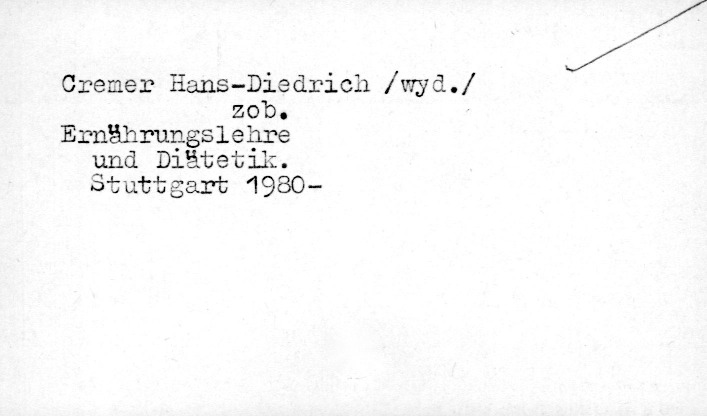 Cremer Hans-Diedrich /wyd./
zob.
Ernährungslehre
und Diätetik.
Stuttgart 1980-